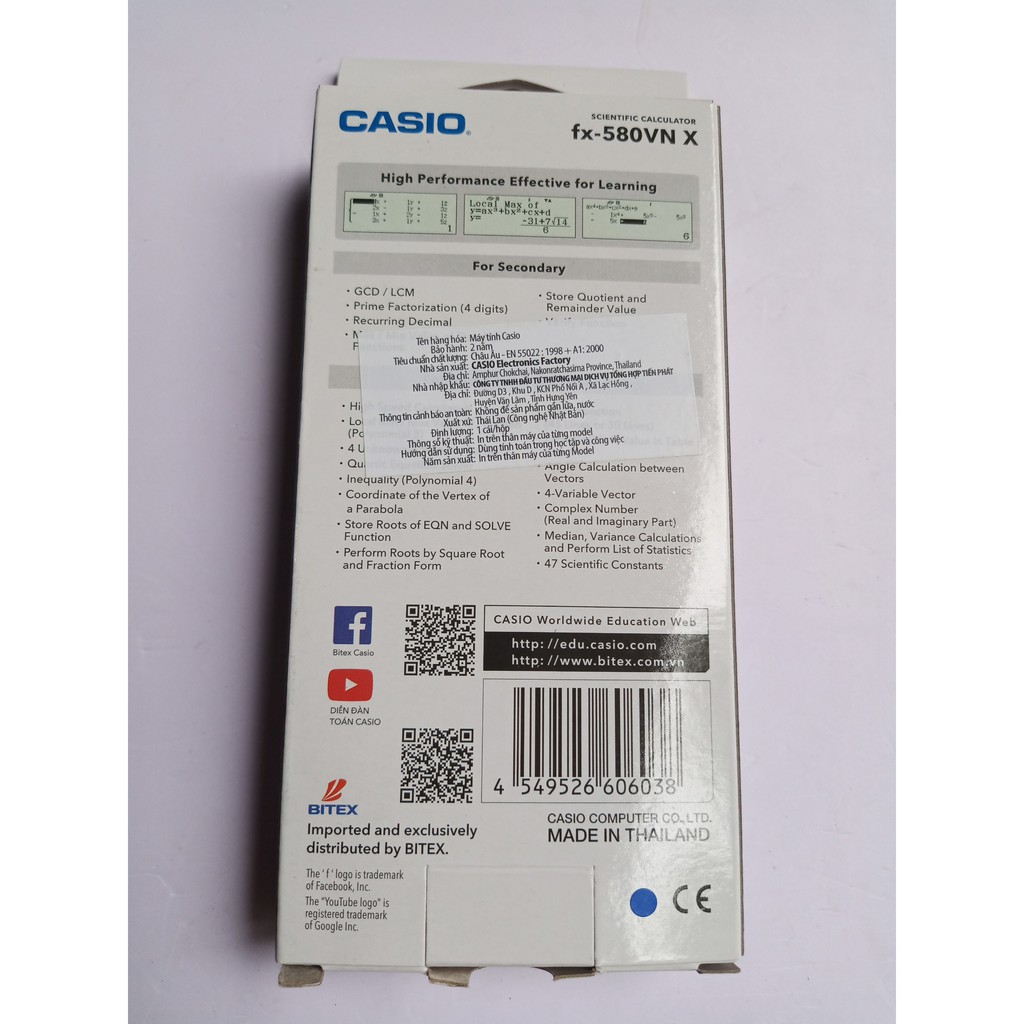 CASIO
SCIENTIFIC CALCULATOR
fx-580VN X
High Performance Effective for Learning
Local Max of
y=ax³+bx²+cx+d
y=
-31+7√14
6
1
6
For Secondary
· GCD / LCM
· Prime Factorization (4 digits)
· Recurring Decimal
· Store Quotient and
Remainder Value
Tên hàng hóa: Máy tính Casio
Bảo hành: 2 năm
Tiêu chuẩn chất lượng: Châu Âu - EN 55022 : 1998 + A1: 2000
Nhà sản xuất: CASIO Electronics Factory
Địa chỉ: Amphur Chokchai, Nakonratchasima Province, Thailand
Nhà nhập khẩu: CÔNG TY TNHH ĐẦU TƯ THƯƠNG MẠI DỊCH VỤ TỔNG HỢP TIẾN PHÁT
Địa chỉ: Đường D3 , Khu D , KCN Phố Nối A , Xã Lạc Hồng ,
Huyện Văn Lâm , Tỉnh Hưng Yên
Thông tin cảnh báo an toàn: Không để sản phẩm gần lửa, nước
Xuất xứ: Thái Lan (Công nghệ Nhật Bản)
Định lượng: 1 cái/hộp
Thông số kỹ thuật: In trên thân máy của từng model
Hướng dẫn sử dụng: Dùng tính toán trong học tập và công việc
Năm sản xuất: In trên thân máy của từng Model
· Inequality (Polynomial 4)
· Coordinate of the Vertex of
a Parabola
· Store Roots of EQN and SOLVE
Function
· Perform Roots by Square Root
and Fraction Form
· Angle Calculation between
Vectors
· 4-Variable Vector
· Complex Number
(Real and Imaginary Part)
· Median, Variance Calculations
and Perform List of Statistics
· 47 Scientific Constants
f
Bitex Casio
DIỄN ĐÀN
TOÁN CASIO
CASIO Worldwide Education Web
http://edu.casio.com
http://www.bitex.com.vn
4 549526 606038
BITEX
Imported and exclusively
distributed by BITEX.
CASIO COMPUTER CO., LTD.
MADE IN THAILAND
The ' f ' logo is trademark
of Facebook, Inc.
The "YouTube logo" is
registered trademark
of Google Inc.
CE